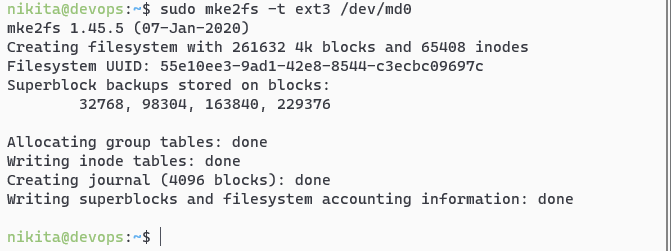 nikita@devops:~$ sudo mke2fs -t ext3 /dev/md0
mke2fs 1.45.5 (07-Jan-2020)
Creating filesystem with 261632 4k blocks and 65408 inodes
Filesystem UUID: 55e10ee3-9ad1-42e8-8544-c3ecbc09697c
Superblock backups stored on blocks:
        32768, 98304, 163840, 229376

Allocating group tables: done
Writing inode tables: done
Creating journal (4096 blocks): done
Writing superblocks and filesystem accounting information: done

nikita@devops:~$